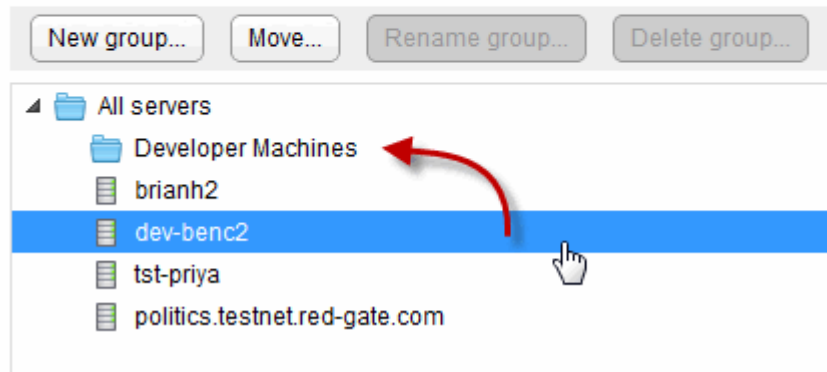 New group... Move... Rename group... Delete group...
All servers
Developer Machines
brianh2
dev-benc2
tst-priya
politics.testnet.red-gate.com